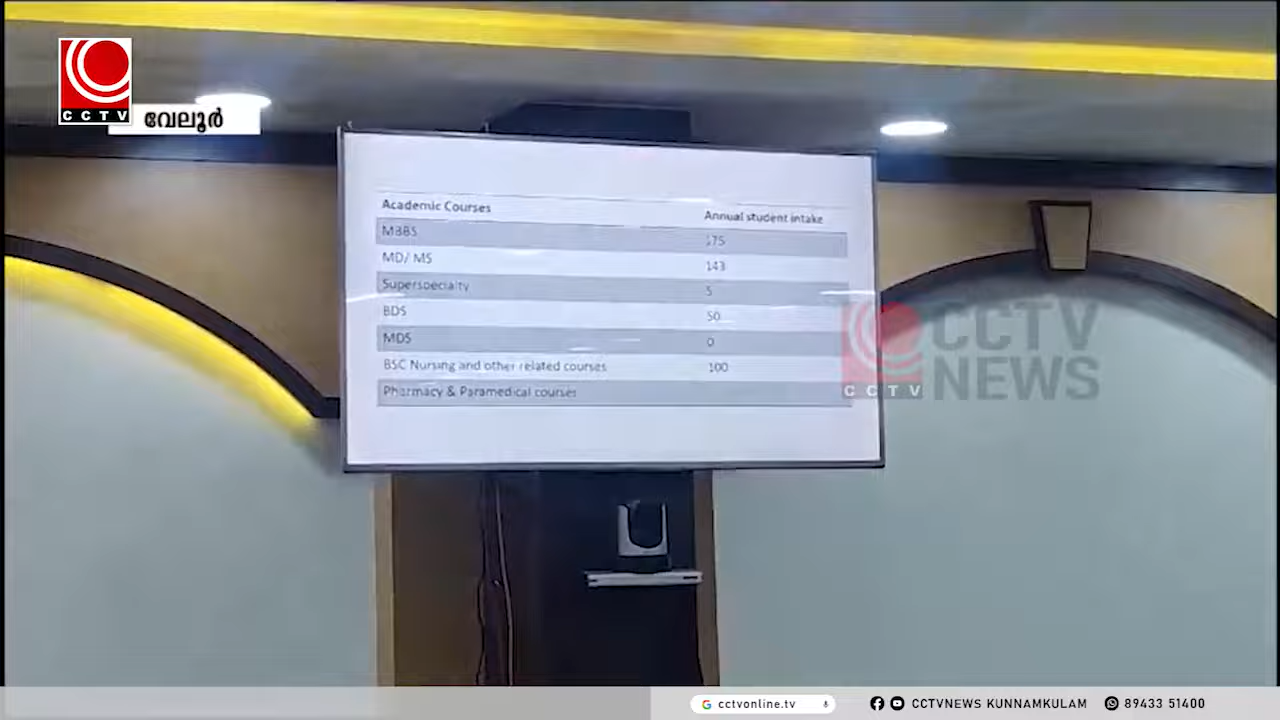 CCTV
വേലൂർ
Academic Courses Annual student intake
MBBS 175
MD/ MS 143
Superspecialty 5
BDS 50
MDS 0
BSC Nursing and other related courses 100
Pharmacy & Paramedical courses
CCTV NEWS
CCTV
cctvonline.tv CCTVNEWS KUNNAMKULAM 89433 51400